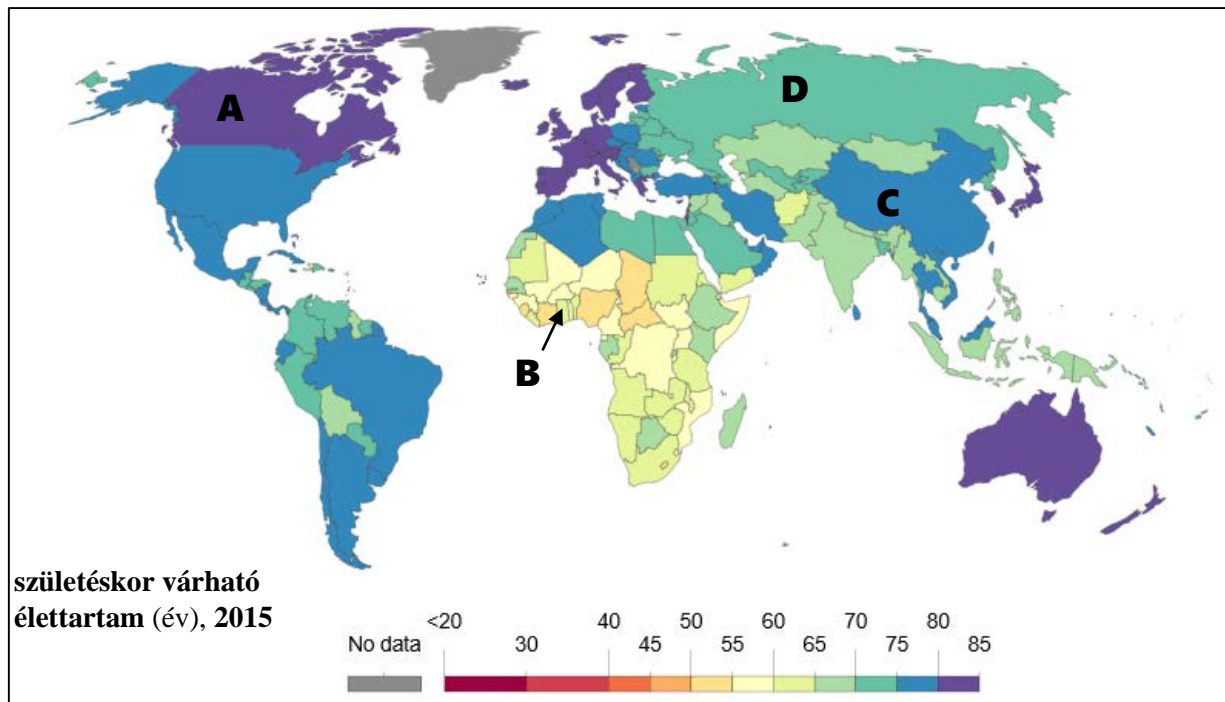 A
D
C
B
születéskor várható
élettartam (év), 2015
<20 40 50 60 70 80
No data 30 45 55 65 75 85